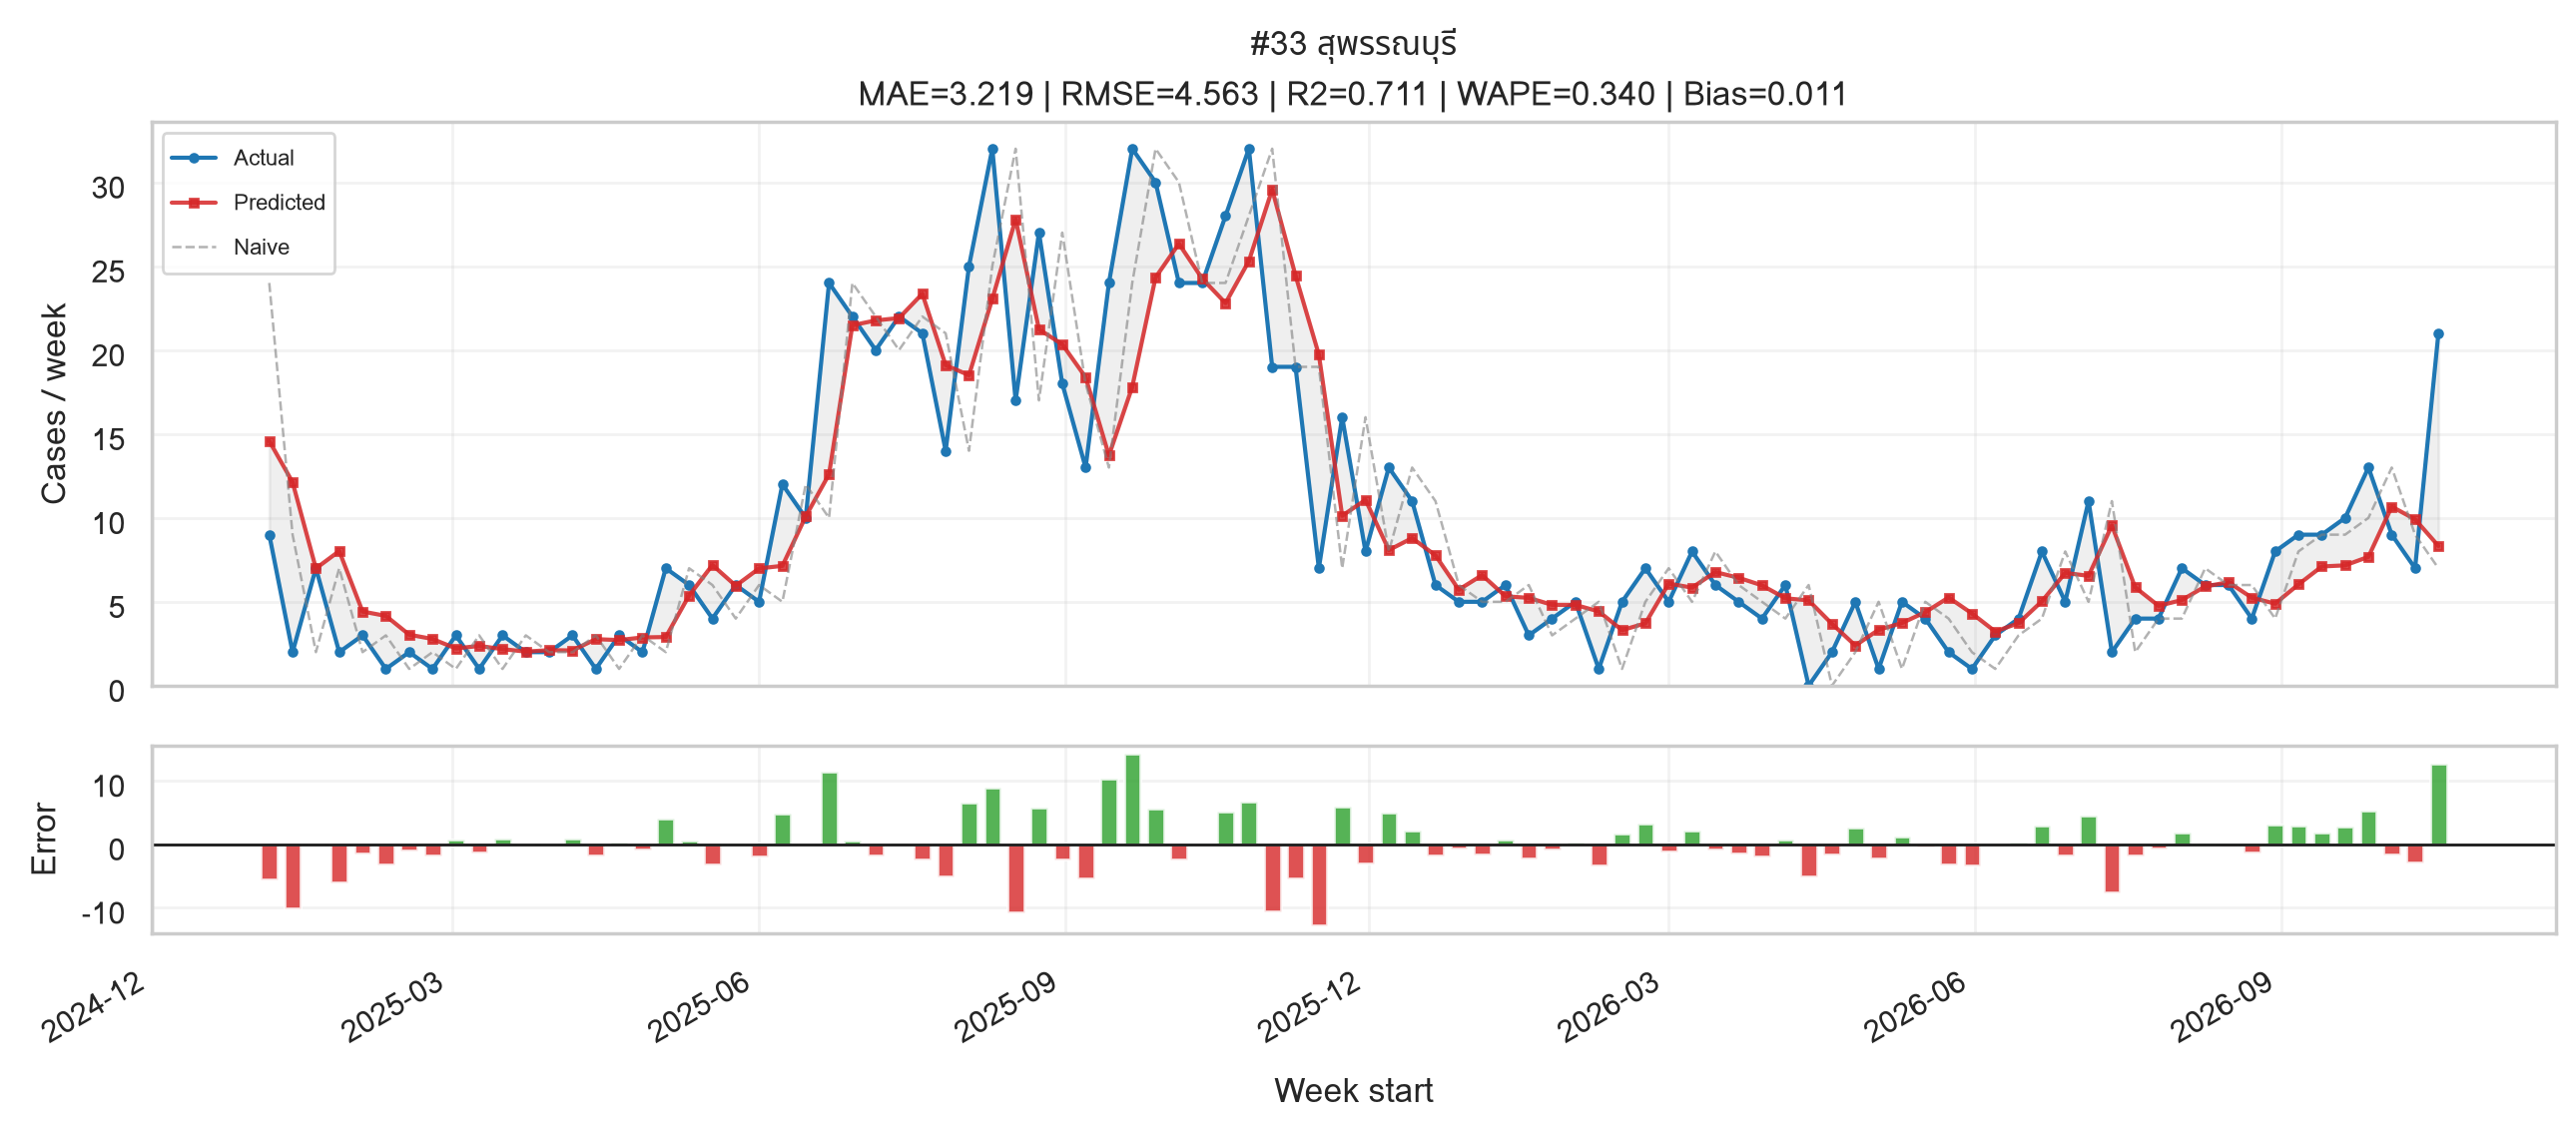 #33 สุพรรณบุรี
MAE=3.219 | RMSE=4.563 | R2=0.711 | WAPE=0.340 | Bias=0.011
Actual
Predicted
Naive
Cases / week
30
25
20
15
10
5
0
Error
10
0
-10
2024-12
2025-03
2025-06
2025-09
2025-12
2026-03
2026-06
2026-09
Week start